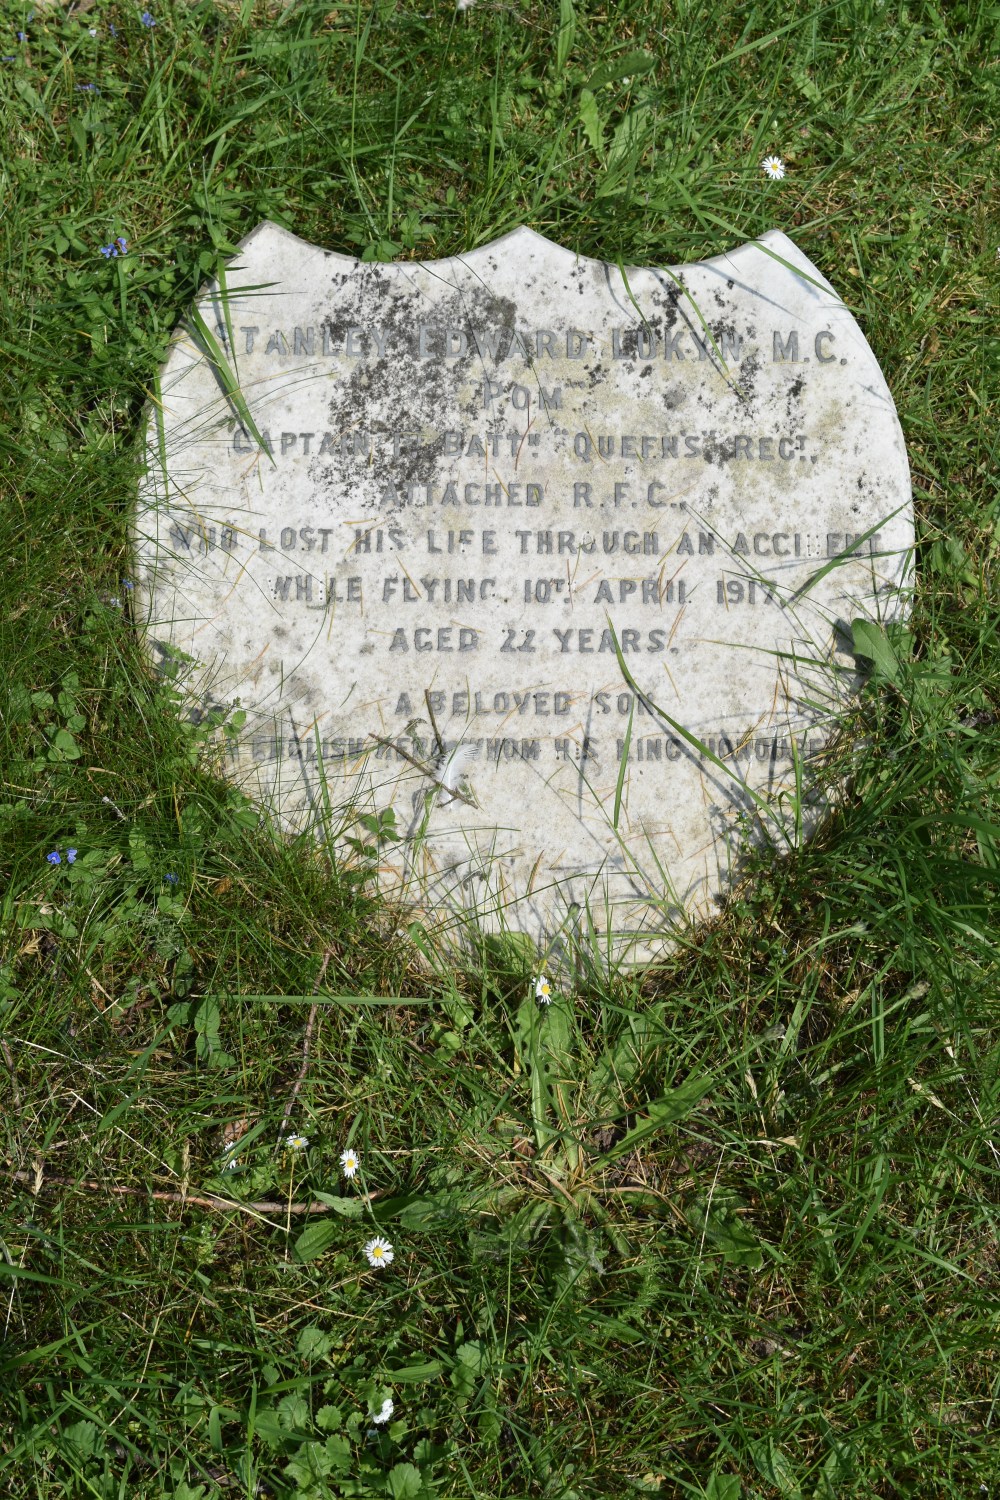 STANLEY EDWARD LUKYN, M.C.
"POM"
CAPTAIN BATTN. "QUEENS" REGT.,
ATTACHED R.F.C.,
WHO LOST HIS LIFE THROUGH AN ACCIDENT
WHILE FLYING, 10TH APRIL 1917,
AGED 22 YEARS.
A BELOVED SON
ENGLISH HERO WHOM HIS KING HONOURED